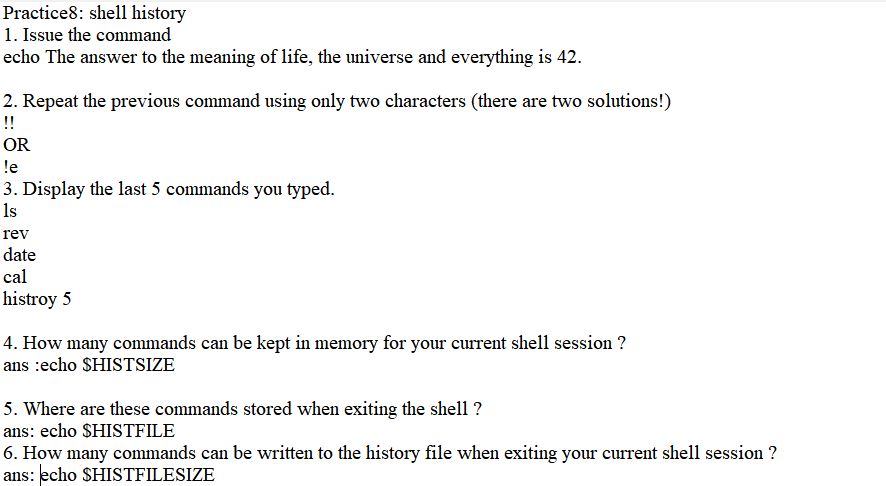 Practice8: shell history
1. Issue the command
echo The answer to the meaning of life, the universe and everything is 42.
2. Repeat the previous command using only two characters (there are two solutions!)
!!
OR
!e
3. Display the last 5 commands you typed.
ls
rev
date
cal
histroy 5
4. How many commands can be kept in memory for your current shell session ?
ans :echo $HISTSIZE
5. Where are these commands stored when exiting the shell ?
ans: echo $HISTFILE
6. How many commands can be written to the history file when exiting your current shell session ?
ans: echo $HISTFILESIZE